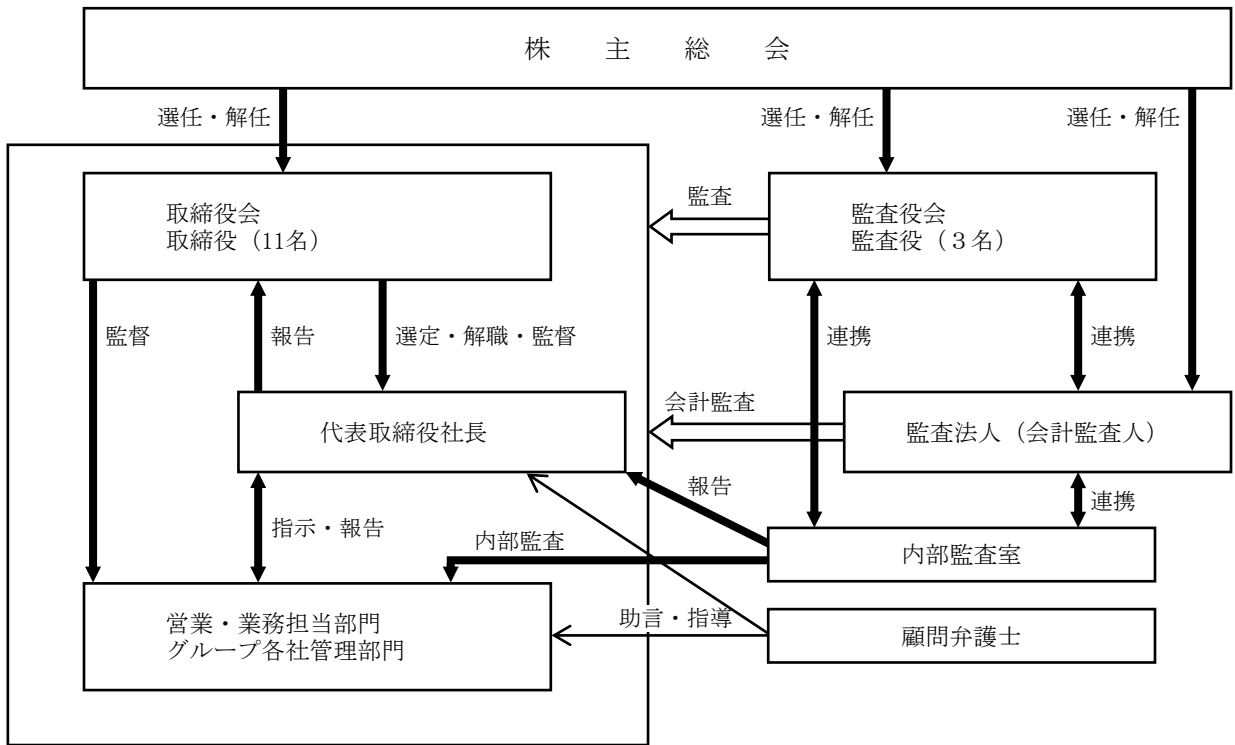 株主総会
選任・解任
選任・解任
選任・解任
取締役会
取締役（11名）
監査
監査役会
監査役（３名）
監督
報告
選定・解職・監督
連携
連携
会計監査
代表取締役社長
監査法人（会計監査人）
報告
連携
指示・報告
内部監査
内部監査室
営業・業務担当部門
グループ各社管理部門
助言・指導
顧問弁護士